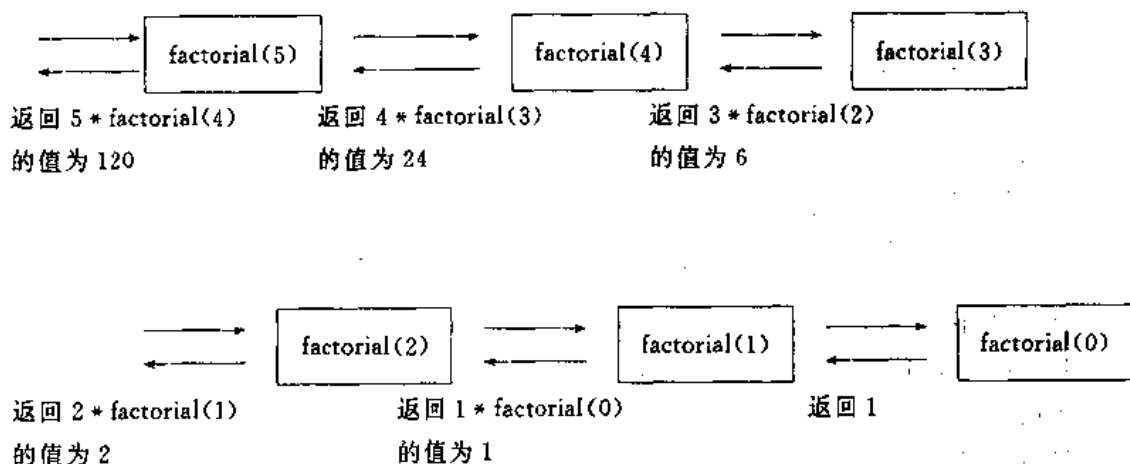 factorial(5) factorial(4) factorial(3)
返回 5 * factorial(4) 返回 4 * factorial(3) 返回 3 * factorial(2)
的值为 120 的值为 24 的值为 6
factorial(2) factorial(1) factorial(0)
返回 2 * factorial(1) 返回 1 * factorial(0) 返回 1
的值为 2 的值为 1